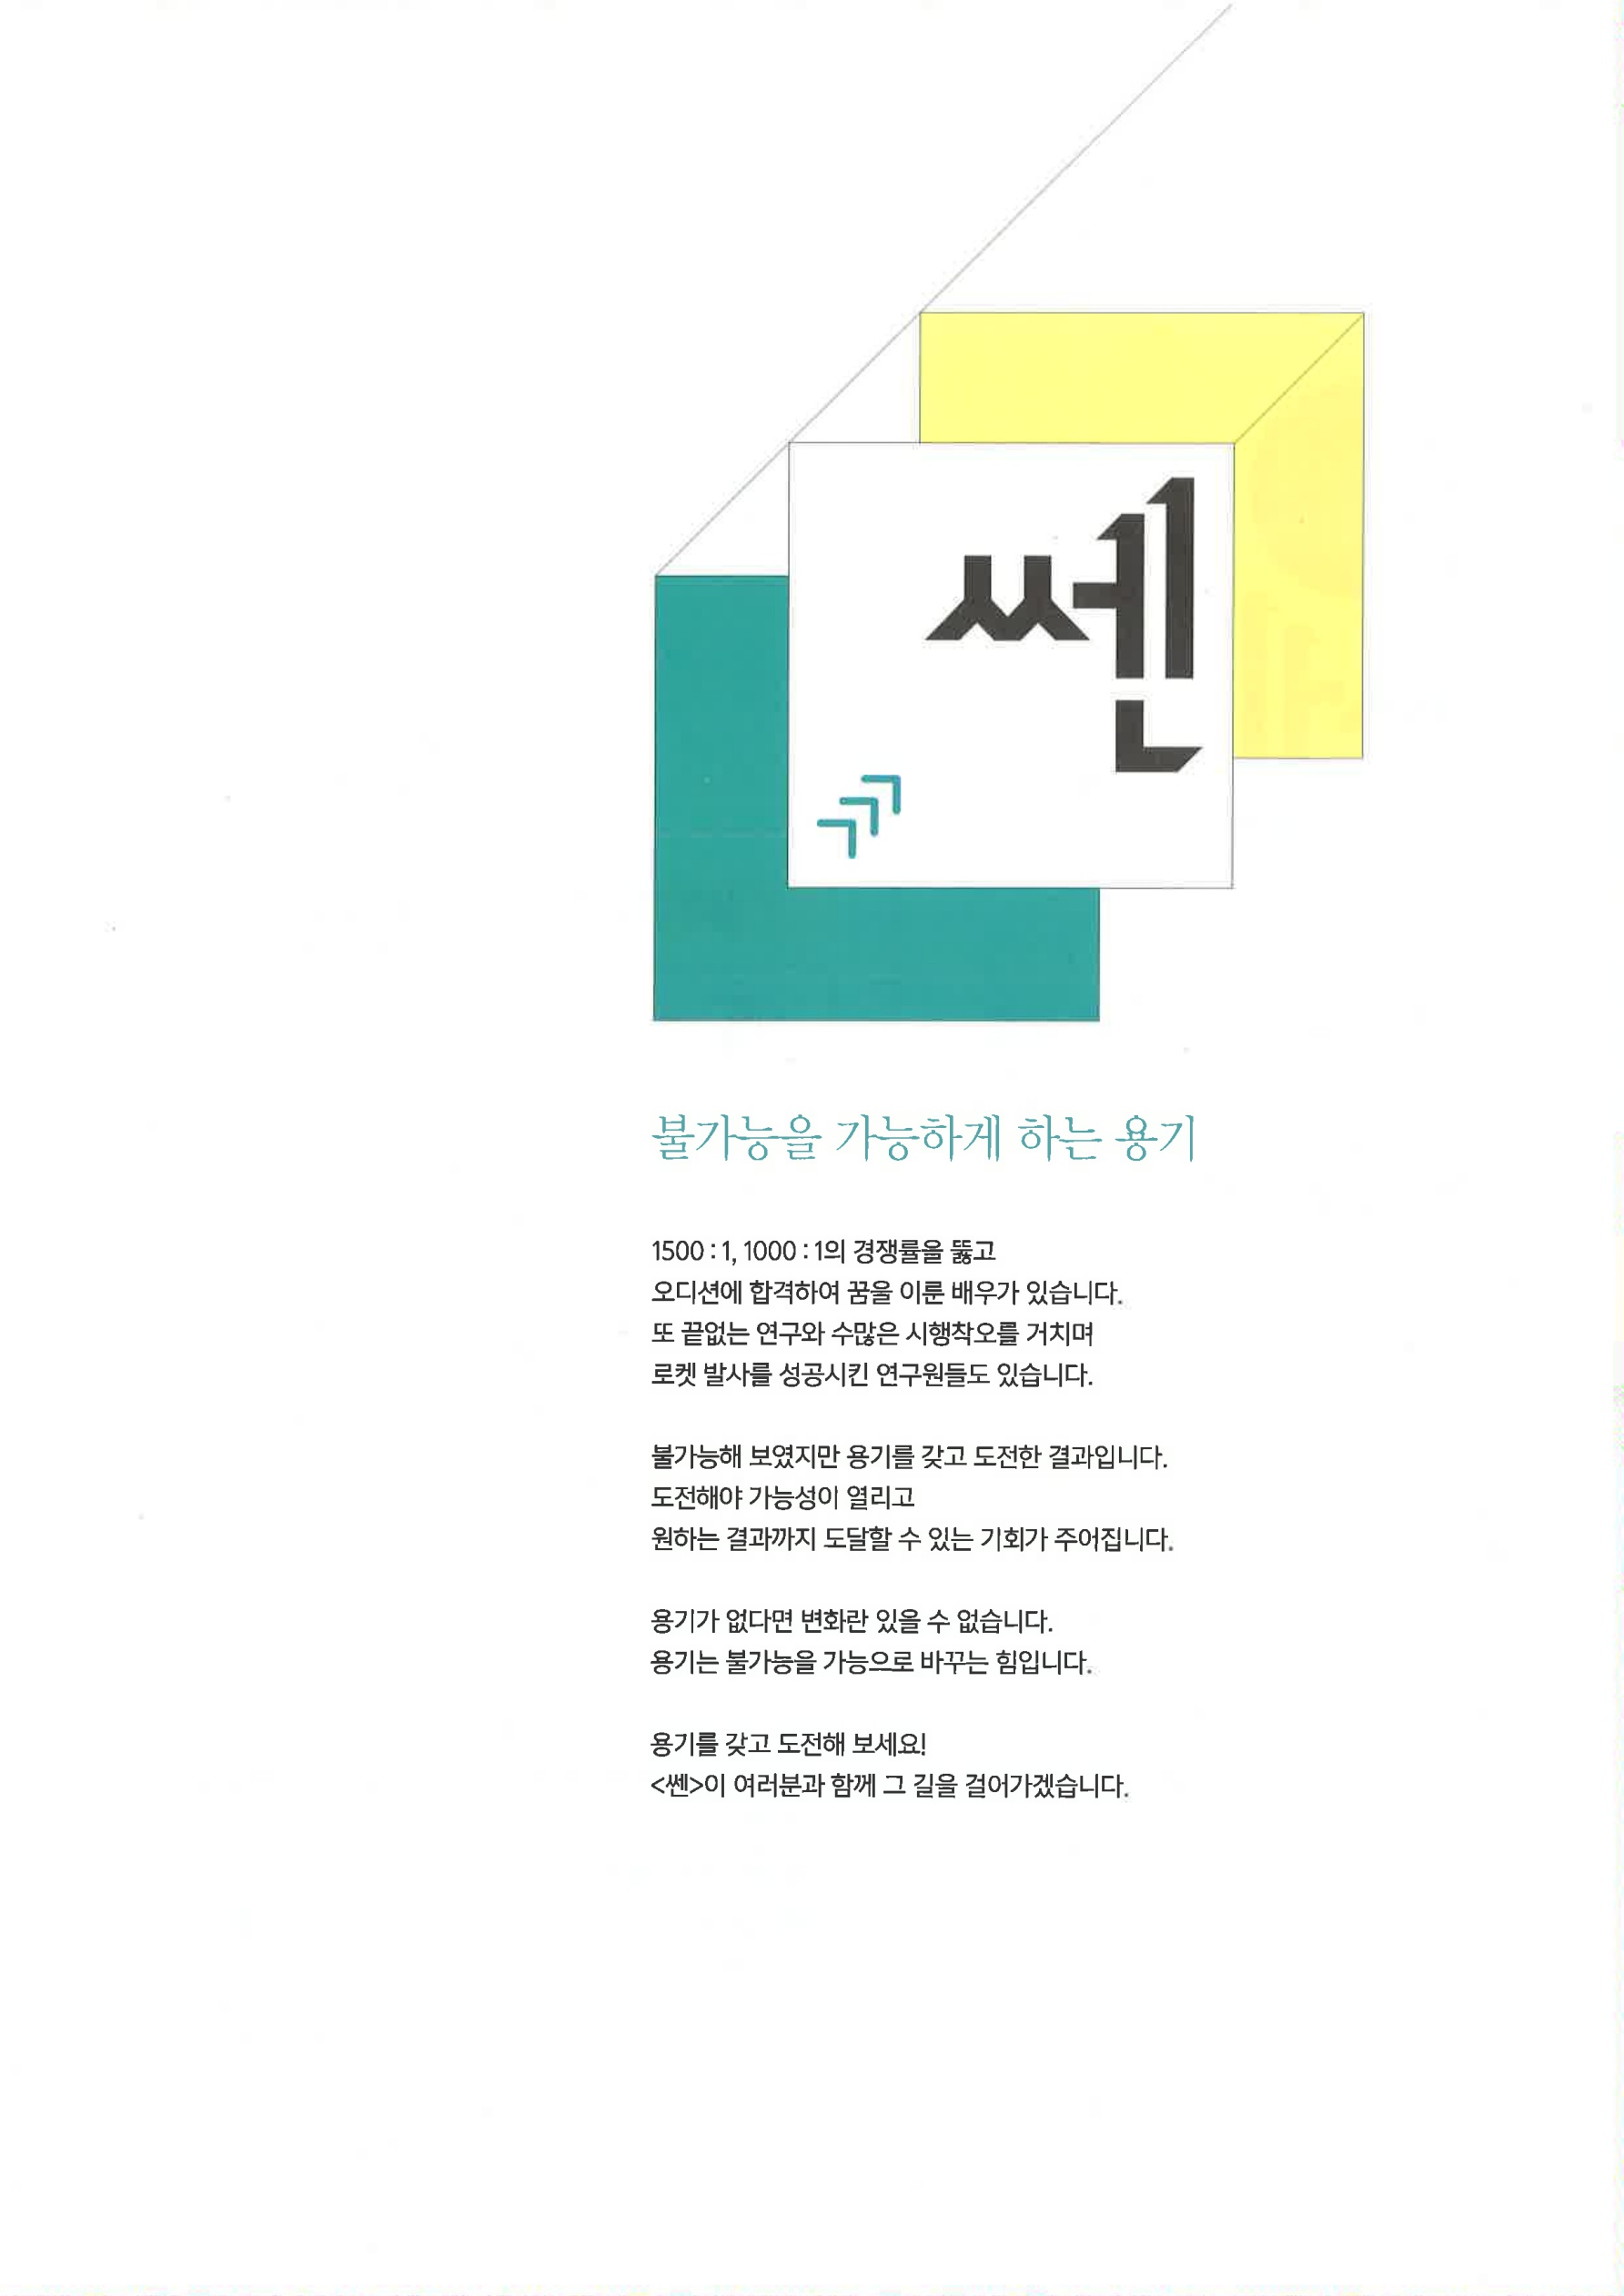 쎈
불가능을 가능하게 하는 용기
1500 : 1, 1000 : 1의 경쟁률을 뚫고
오디션에 합격하여 꿈을 이룬 배우가 있습니다.
또 끝없는 연구와 수많은 시행착오를 거치며
로켓 발사를 성공시킨 연구원들도 있습니다.
불가능해 보였지만 용기를 갖고 도전한 결과입니다.
도전해야 가능성이 열리고
원하는 결과까지 도달할 수 있는 기회가 주어집니다.
용기가 없다면 변화란 있을 수 없습니다.
용기는 불가능을 가능으로 바꾸는 힘입니다.
용기를 갖고 도전해 보세요!
<쎈>이 여러분과 함께 그 길을 걸어가겠습니다.